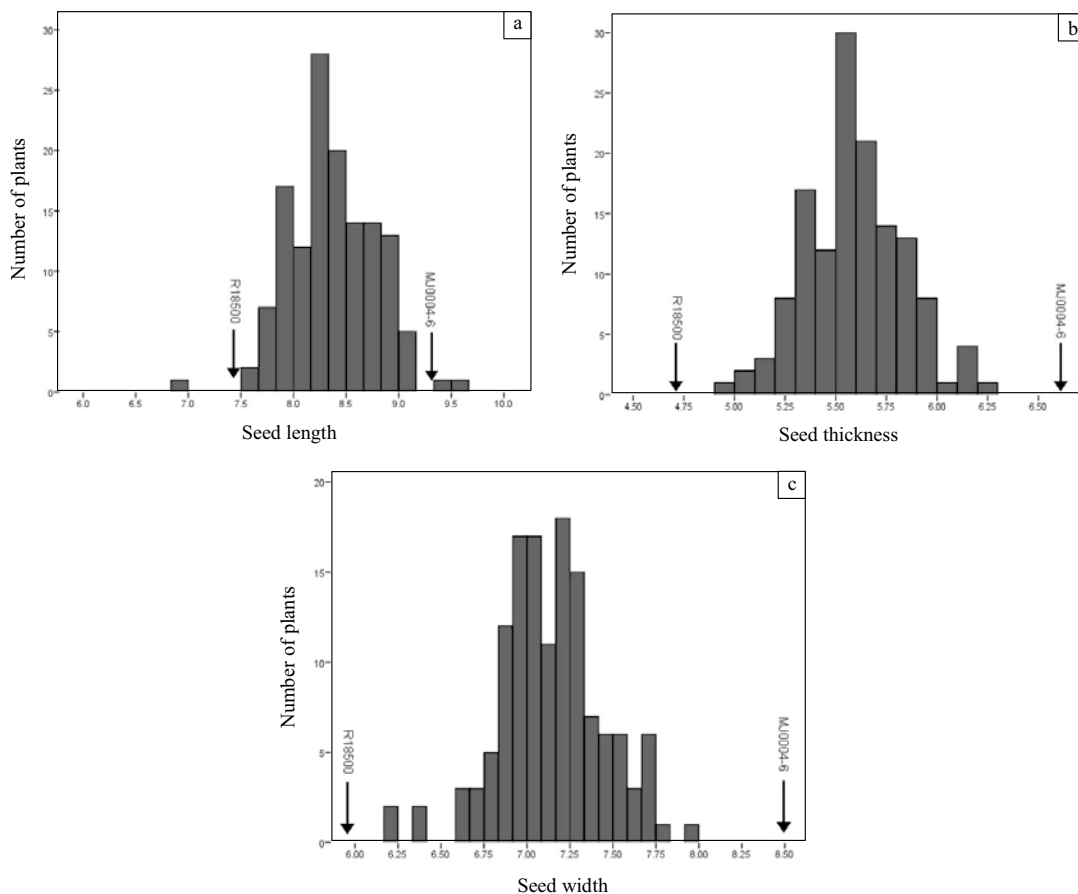 a
30
25
20
15
10
5
0
Number of plants
R18500
MJ0004-6
6.0 6.5 7.0 7.5 8.0 8.5 9.0 9.5 10.0
Seed length
b
30
25
20
15
10
5
0
Number of plants
R18500
MJ0004-6
4.50 4.75 5.00 5.25 5.50 5.75 6.00 6.25 6.50
Seed thickness
c
20
15
10
5
0
Number of plants
R18500
MJ0004-6
6.00 6.25 6.50 6.75 7.00 7.25 7.50 7.75 8.00 8.25 8.50
Seed width